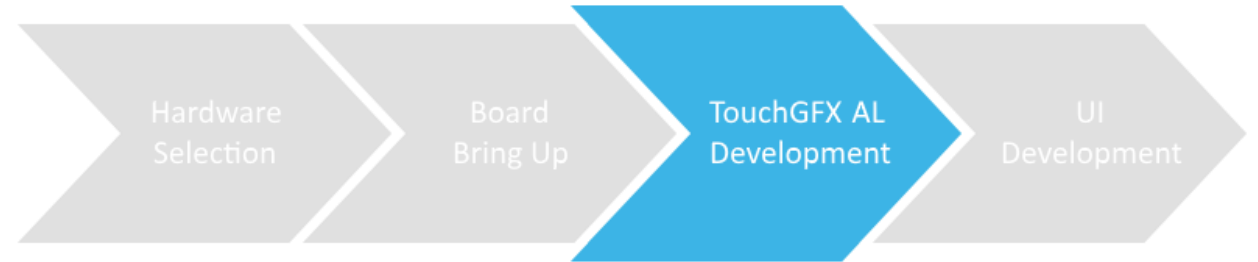 Hardware
Selection
Board
Bring Up
TouchGFX AL
Development
UI
Development